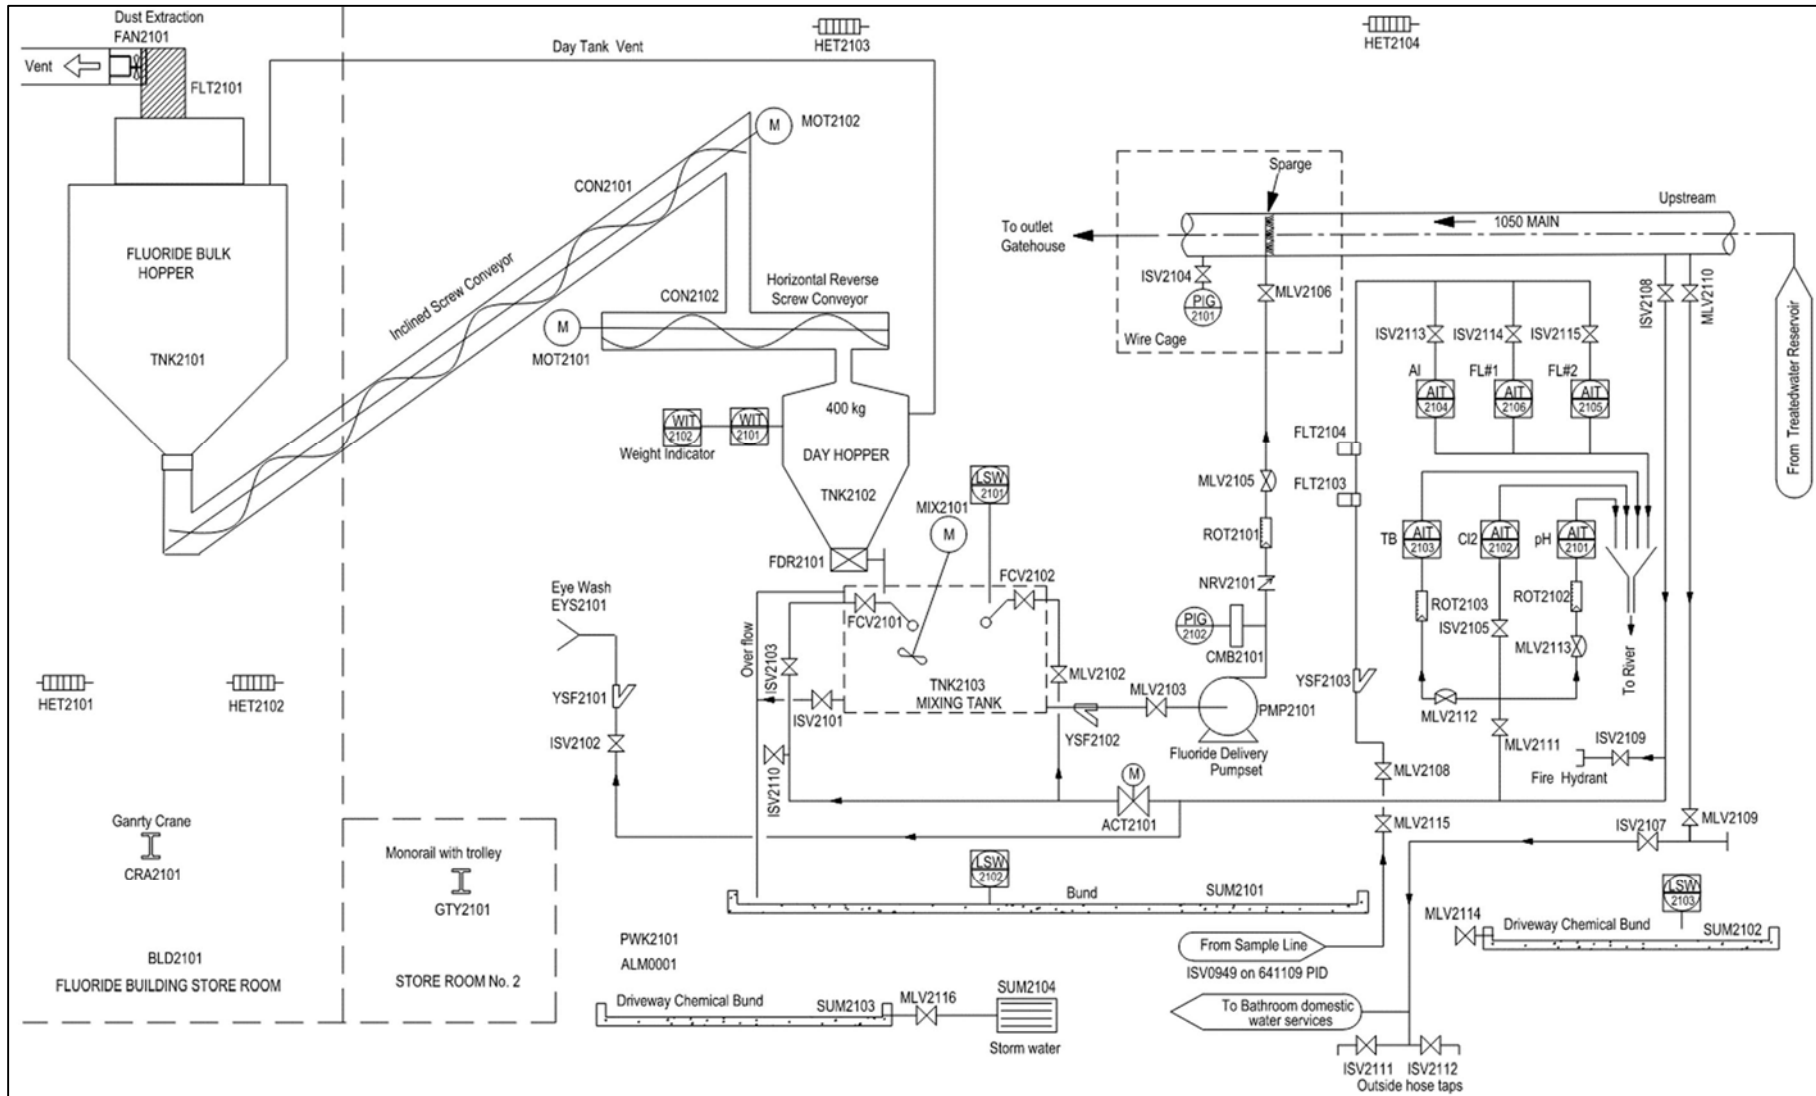 Dust Extraction
FAN2101
Vent
FLT2101
Day Tank Vent
HET2103
HET2104
M
MOT2102
CON2101
Inclined Screw Conveyor
FLUORIDE BULK
HOPPER
TNK2101
CON2102
Horizontal Reverse
Screw Conveyor
M
MOT2101
Sparge
Upstream
1050 MAIN
To outlet
Gatehouse
ISV2104
PIG
2101
MLV2106
Wire Cage
ISV2108
MLV2110
From Treatedwater Reservoir
ISV2113
ISV2114
ISV2115
AI
FL#1
FL#2
AIT
2104
AIT
2106
AIT
2105
400 kg
WIT
2102
WIT
2101
Weight Indicator
DAY HOPPER
TNK2102
LSW
2101
MIX2101
M
FDR2101
FCV2101
FCV2102
FLT2104
FLT2103
MLV2105
ROT2101
NRV2101
PIG
2102
CMB2101
TB
AIT
2103
Cl2
AIT
2102
pH
AIT
2101
ROT2103
ROT2102
ISV2105
MLV2113
To River
Eye Wash
EYS2101
YSF2101
ISV2102
Over flow
ISV2103
ISV2101
ISV2110
TNK2103
MIXING TANK
MLV2102
MLV2103
YSF2102
PMP2101
Fluoride Delivery
Pumpset
YSF2103
MLV2112
MLV2111
ISV2109
Fire Hydrant
MLV2108
HET2101
HET2102
M
ACT2101
MLV2115
ISV2107
MLV2109
Ganrty Crane
CRA2101
Monorail with trolley
GTY2101
LSW
2102
Bund
SUM2101
LSW
2103
MLV2114
Driveway Chemical Bund
SUM2102
BLD2101
FLUORIDE BUILDING STORE ROOM
STORE ROOM No. 2
PWK2101
ALM0001
Driveway Chemical Bund
SUM2103
MLV2116
SUM2104
Storm water
From Sample Line
ISV0949 on 641109 PID
To Bathroom domestic
water services
ISV2111
ISV2112
Outside hose taps